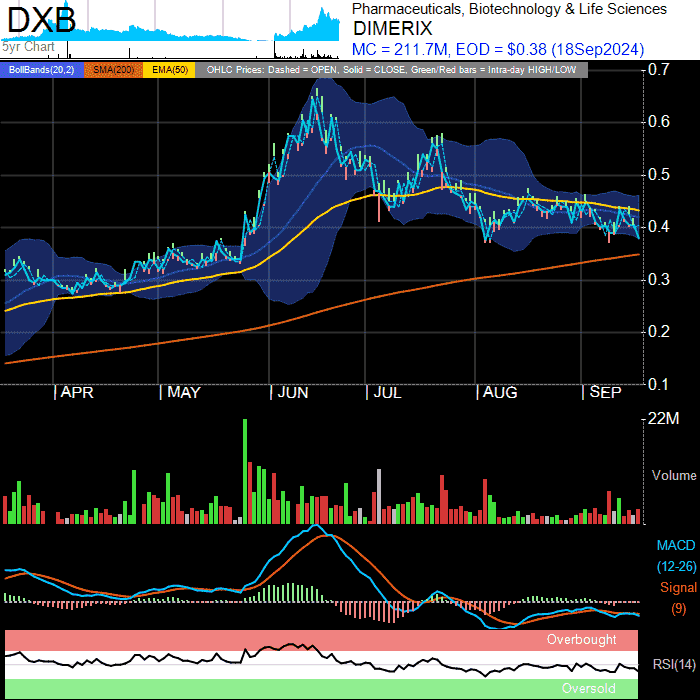 DXB
5yr Chart
Pharmaceuticals, Biotechnology & Life Sciences
DIMERIX
MC = 211.7M, EOD = $0.38 (18Sep2024)
BollBands(20,2) SMA(200) EMA(50) OHLC Prices: Dashed = OPEN, Solid = CLOSE, Green/Red bars = Intra-day HIGH/LOW
0.7
0.6
0.5
0.4
0.3
0.2
0.1
APR MAY JUN JUL AUG SEP
22M
Volume
MACD
(12-26)
Signal
(9)
Overbought
RSI(14)
Oversold